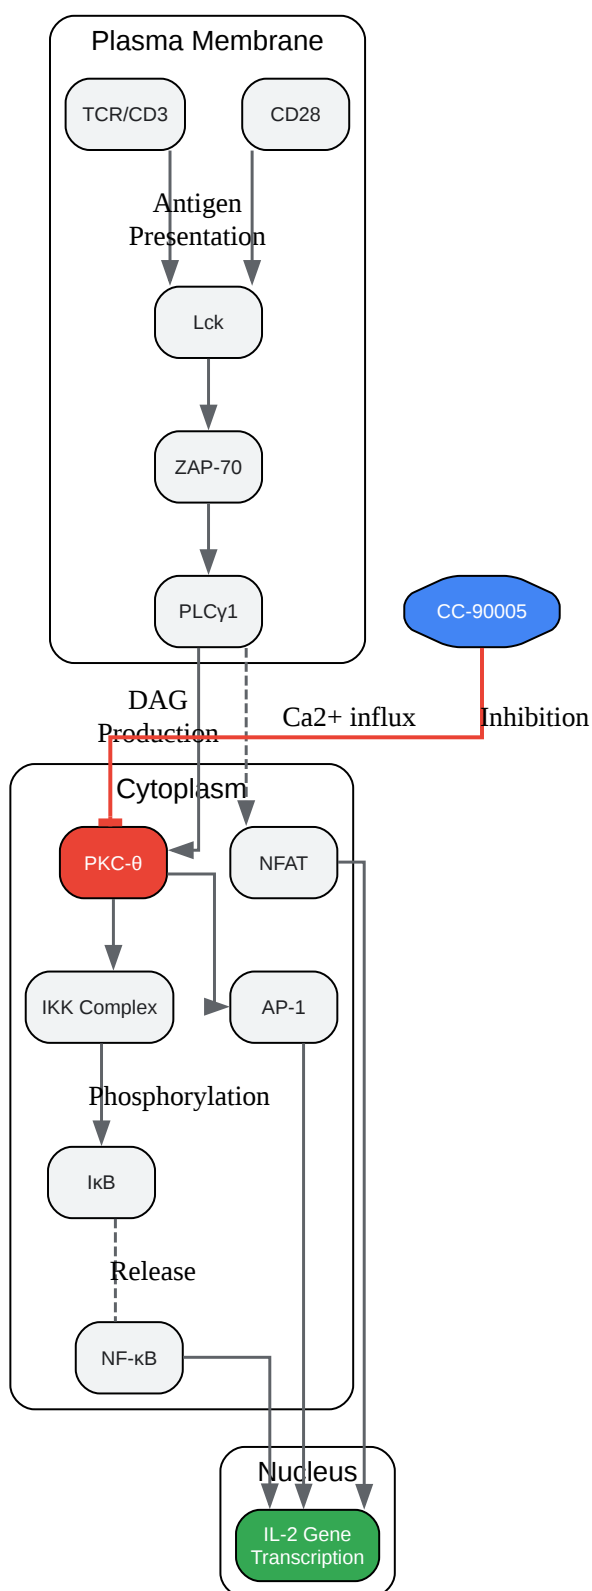 Plasma Membrane
TCR/CD3
CD28
Antigen
Presentation
Lck
ZAP-70
PLCγ1
CC-90005
DAG
Production
Ca2+ influx
Inhibition
Cytoplasm
PKC-θ
NFAT
IKK Complex
AP-1
Phosphorylation
IκB
Release
NF-κB
Nucleus
IL-2 Gene
Transcription